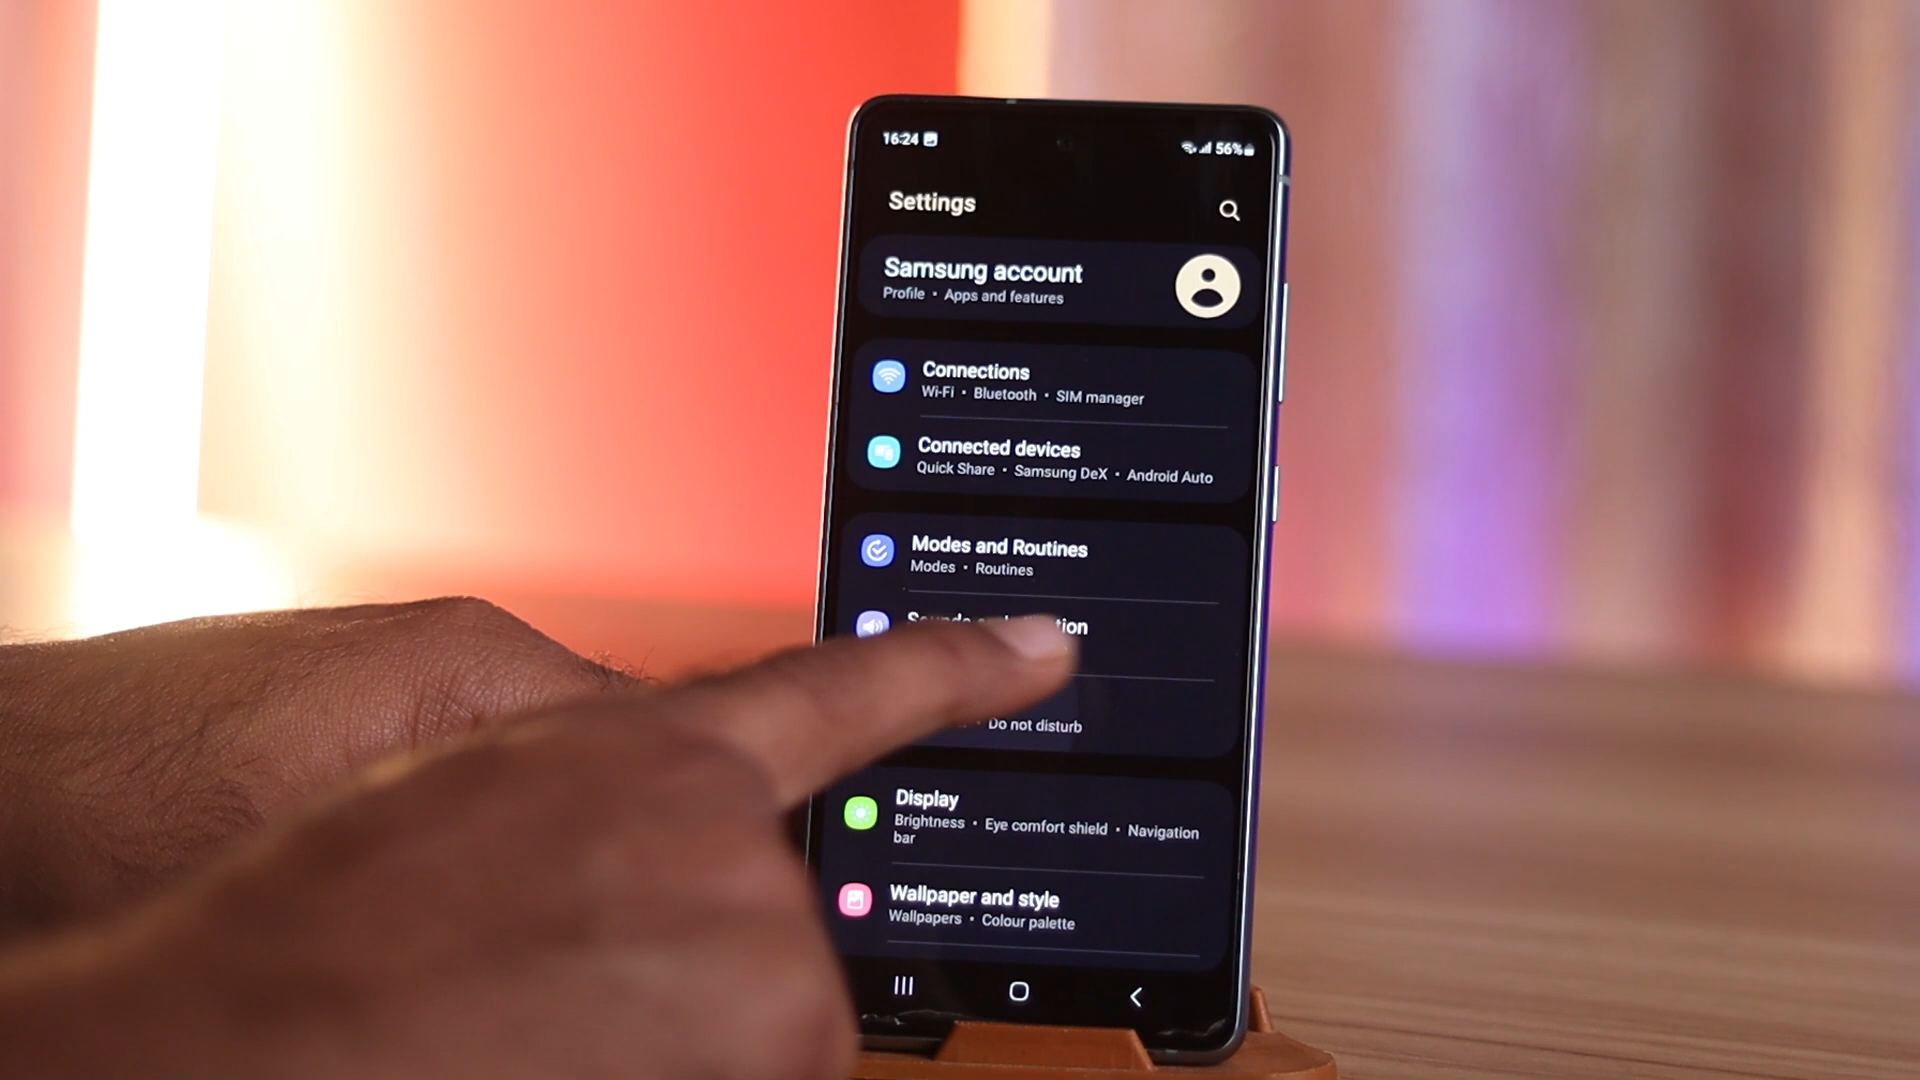 16:24 56%
Settings
Samsung account
Profile • Apps and features
Connections
Wi-Fi • Bluetooth • SIM manager
Connected devices
Quick Share • Samsung DeX • Android Auto
Modes and Routines
Modes • Routines
Sounds
• Do not disturb
Display
Brightness • Eye comfort shield • Navigation
bar
Wallpaper and style
Wallpapers • Colour palette